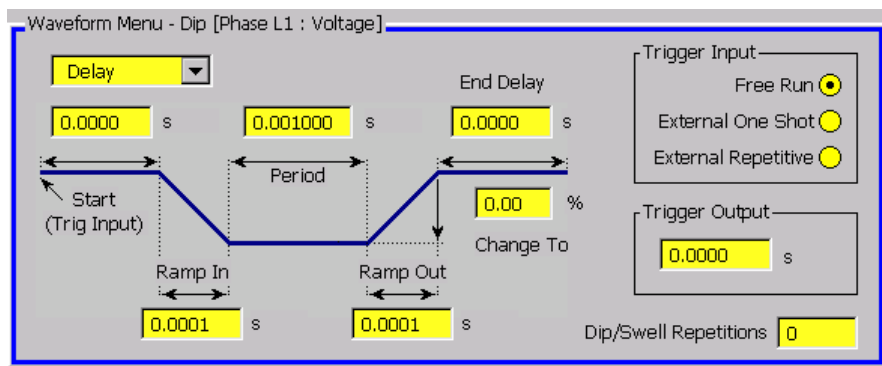 Waveform Menu - Dip [Phase L1 : Voltage]
Delay
End Delay
0.0000 s
0.001000 s
0.0000 s
Start
(Trig Input)
Period
0.00 %
Change To
Ramp In
Ramp Out
0.0001 s
0.0001 s
Trigger Input
Free Run
External One Shot
External Repetitive
Trigger Output
0.0000 s
Dip/Swell Repetitions 0